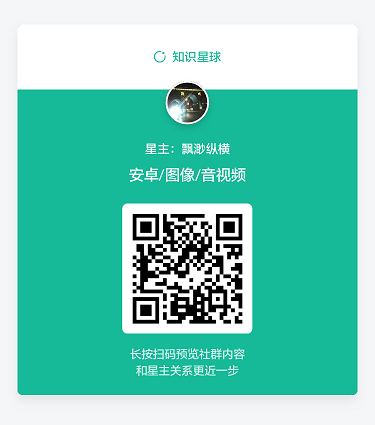 知识星球
星主：飘渺纵横
安卓/图像/音视频
长按扫码预览社群内容
和星主关系更近一步